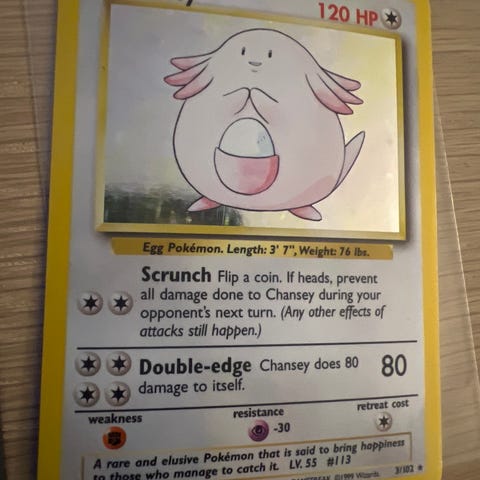 120 HP
Egg Pokémon. Length: 3' 7", Weight: 76 lbs.
Scrunch Flip a coin. If heads, prevent
all damage done to Chansey during your
opponent's next turn. (Any other effects of
attacks still happen.)
Double-edge Chansey does 80
damage to itself.
80
weakness
resistance
retreat cost
-30
A rare and elusive Pokémon that is said to bring happiness
to those who manage to catch it. LV. 55 #113
©1999 Wizards.
3/102 ★